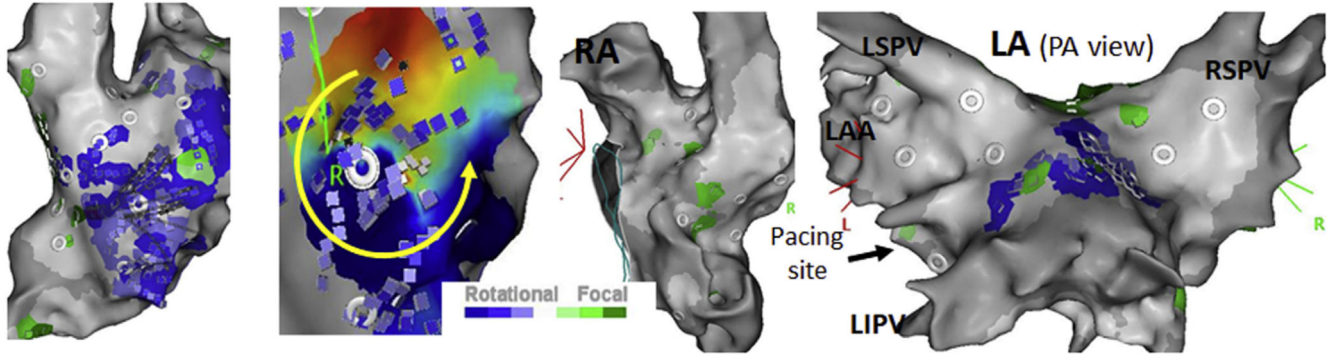 RA
LSPV
LA (PA view)
RSPV
LAA
R
R
L
R
Pacing
site
Rotational Focal
LIPV